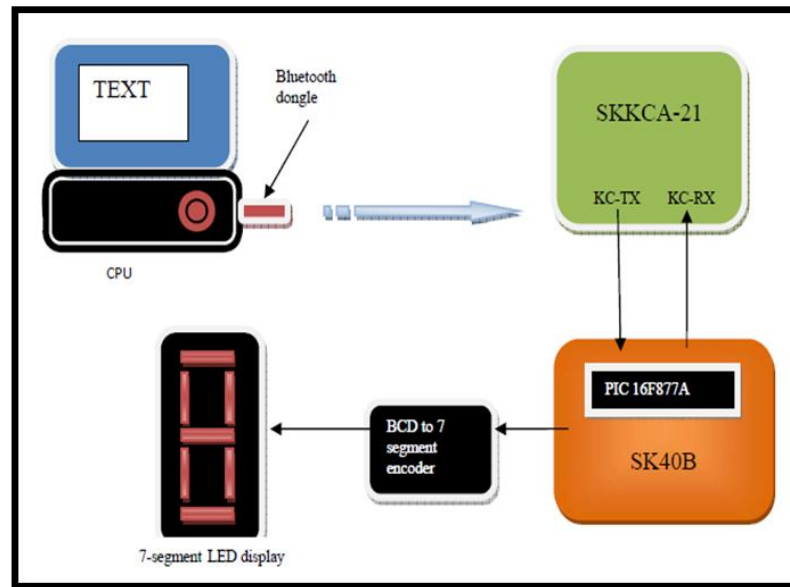 TEXT
Bluetooth
dongle
CPU
SKKCA-21
KC-TX KC-RX
PIC 16F877A
SK40B
BCD to 7
segment
encoder
7-segment LED display